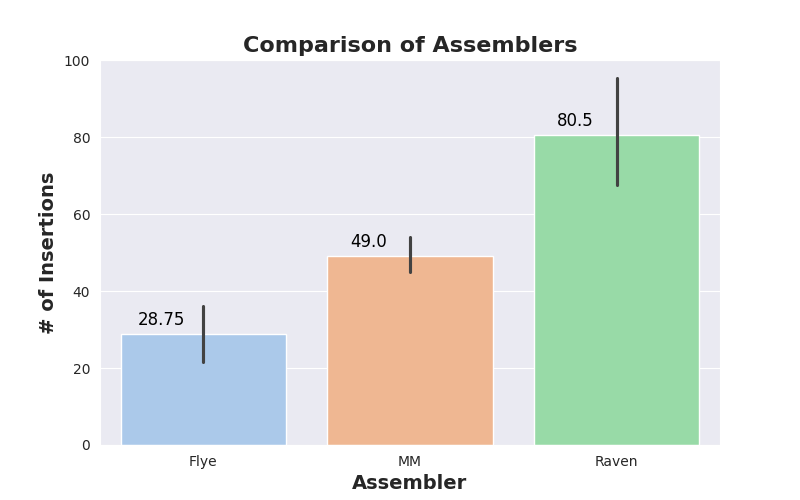 Comparison of Assemblers
100
80
60
40
20
0
# of Insertions
28.75
49.0
80.5
Flye
MM
Raven
Assembler